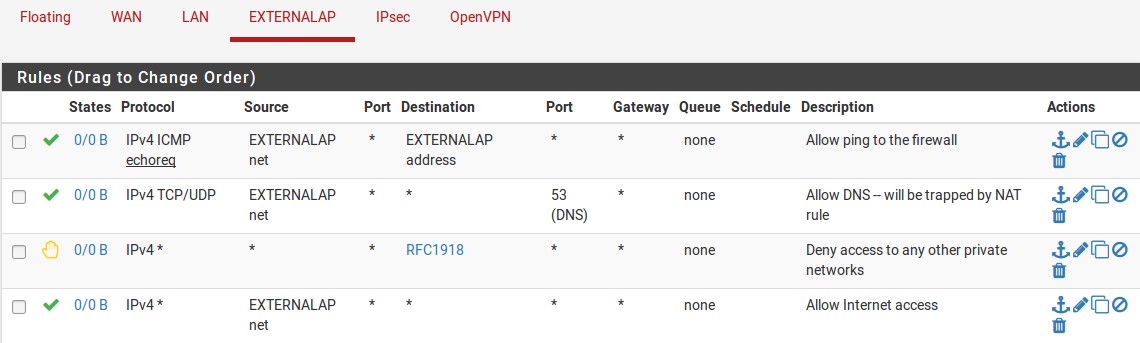 Floating WAN LAN EXTERNALAP IPsec OpenVPN
Rules (Drag to Change Order)
States Protocol Source Port Destination Port Gateway Queue Schedule Description Actions
0/0 B IPv4 ICMP EXTERNALAP * EXTERNALAP * * none Allow ping to the firewall
echoreq net address
0/0 B IPv4 TCP/UDP EXTERNALAP * * 53 * none Allow DNS -- will be trapped by NAT
net (DNS) rule
0/0 B IPv4 * * * RFC1918 * * none Deny access to any other private
networks
0/0 B IPv4 * EXTERNALAP * * * * none Allow Internet access
net